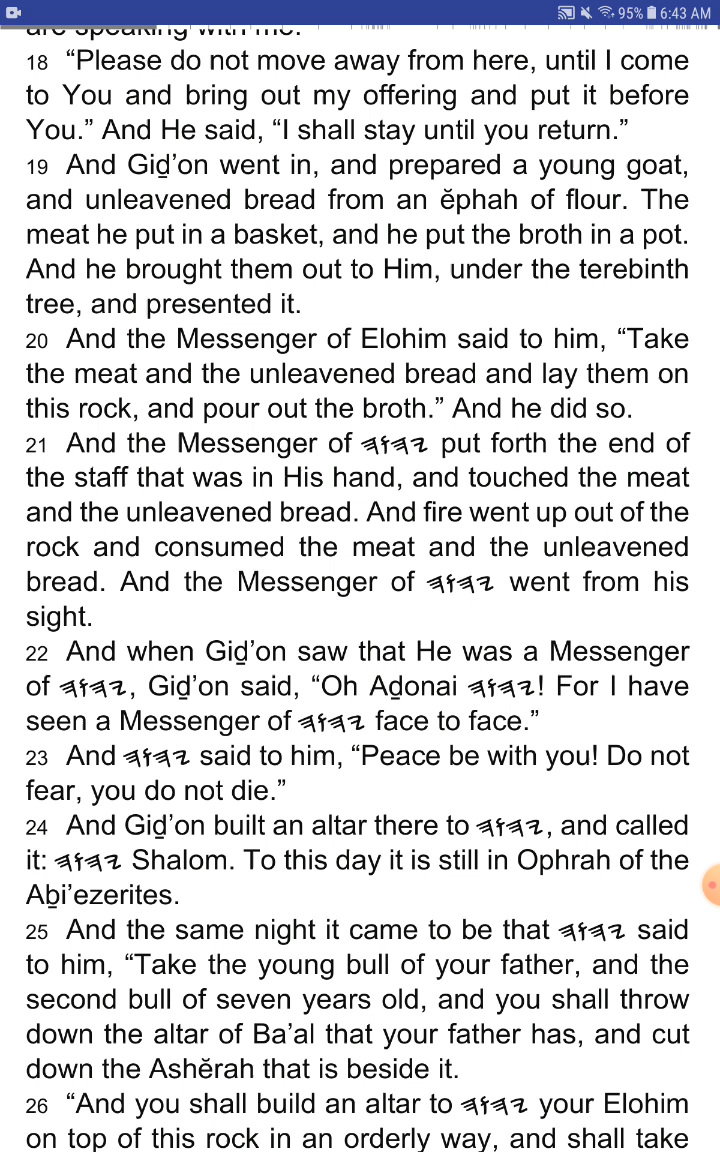 are speaking with me.
95% 6:43 AM
18 “Please do not move away from here, until I come
to You and bring out my offering and put it before
You.” And He said, “I shall stay until you return.”
19 And Giḏ’on went in, and prepared a young goat,
and unleavened bread from an ĕphah of flour. The
meat he put in a basket, and he put the broth in a pot.
And he brought them out to Him, under the terebinth
tree, and presented it.
20 And the Messenger of Elohim said to him, “Take
the meat and the unleavened bread and lay them on
this rock, and pour out the broth.” And he did so.
21 And the Messenger of 𐤉𐤄𐤅𐤄 put forth the end of
the staff that was in His hand, and touched the meat
and the unleavened bread. And fire went up out of the
rock and consumed the meat and the unleavened
bread. And the Messenger of 𐤉𐤄𐤅𐤄 went from his
sight.
22 And when Giḏ’on saw that He was a Messenger
of 𐤉𐤄𐤅𐤄, Giḏ’on said, “Oh Aḏonai 𐤉𐤄𐤅𐤄! For I have
seen a Messenger of 𐤉𐤄𐤅𐤄 face to face.”
23 And 𐤉𐤄𐤅𐤄 said to him, “Peace be with you! Do not
fear, you do not die.”
24 And Giḏ’on built an altar there to 𐤉𐤄𐤅𐤄, and called
it: 𐤉𐤄𐤅𐤄 Shalom. To this day it is still in Ophrah of the
Aḇi’ezerites.
25 And the same night it came to be that 𐤉𐤄𐤅𐤄 said
to him, “Take the young bull of your father, and the
second bull of seven years old, and you shall throw
down the altar of Ba’al that your father has, and cut
down the Ashĕrah that is beside it.
26 “And you shall build an altar to 𐤉𐤄𐤅𐤄 your Elohim
on top of this rock in an orderly way, and shall take